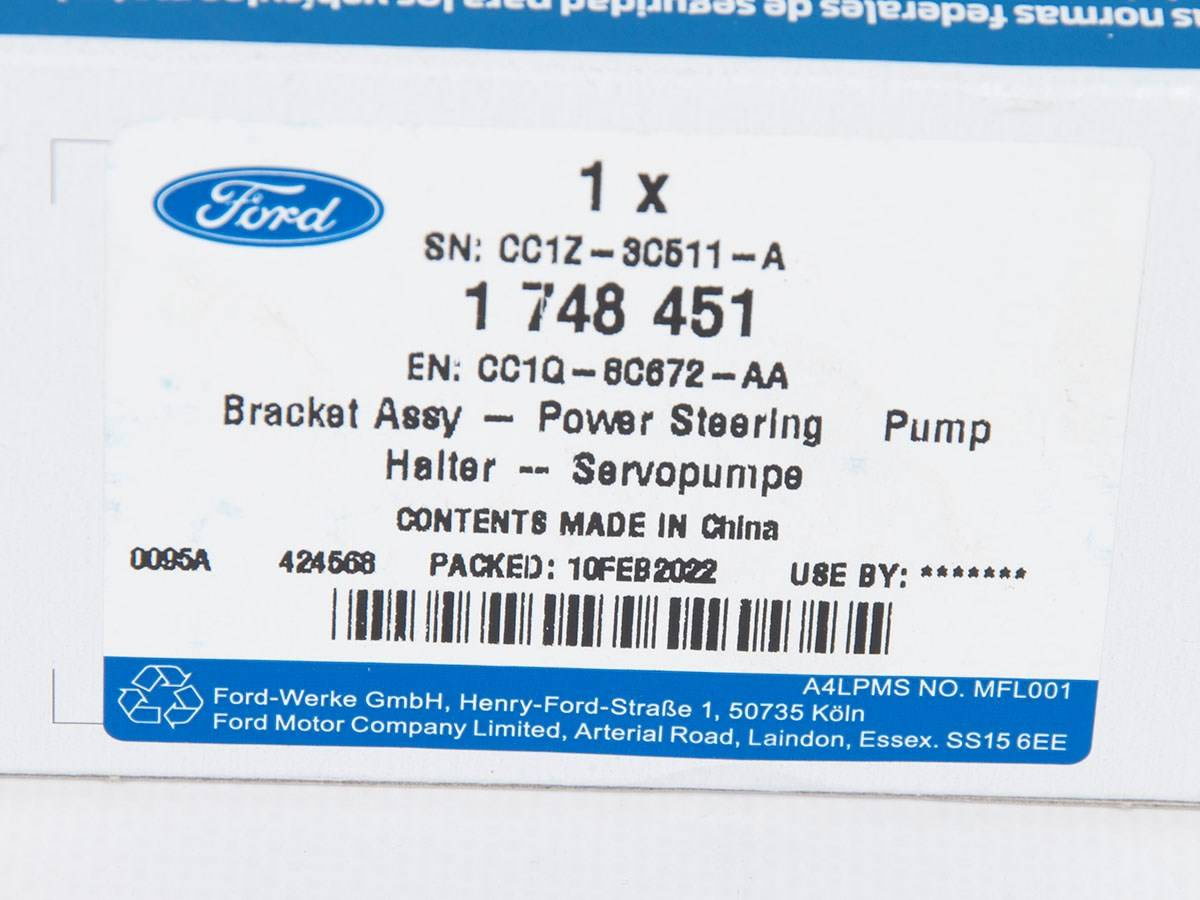 as normas federales de seguridad para los vehículos
Ford
1 x
SN: CC1Z-3C511-A
1 748 451
EN: CC1Q-8C672-AA
Bracket Assy - Power Steering Pump
Halter -- Servopumpe
CONTENTS MADE IN China
0095A 424568 PACKED: 10FEB2022 USE BY: *******
A4LPMS NO. MFL001
Ford-Werke GmbH, Henry-Ford-Straße 1, 50735 Köln
Ford Motor Company Limited, Arterial Road, Laindon, Essex. SS15 6EE